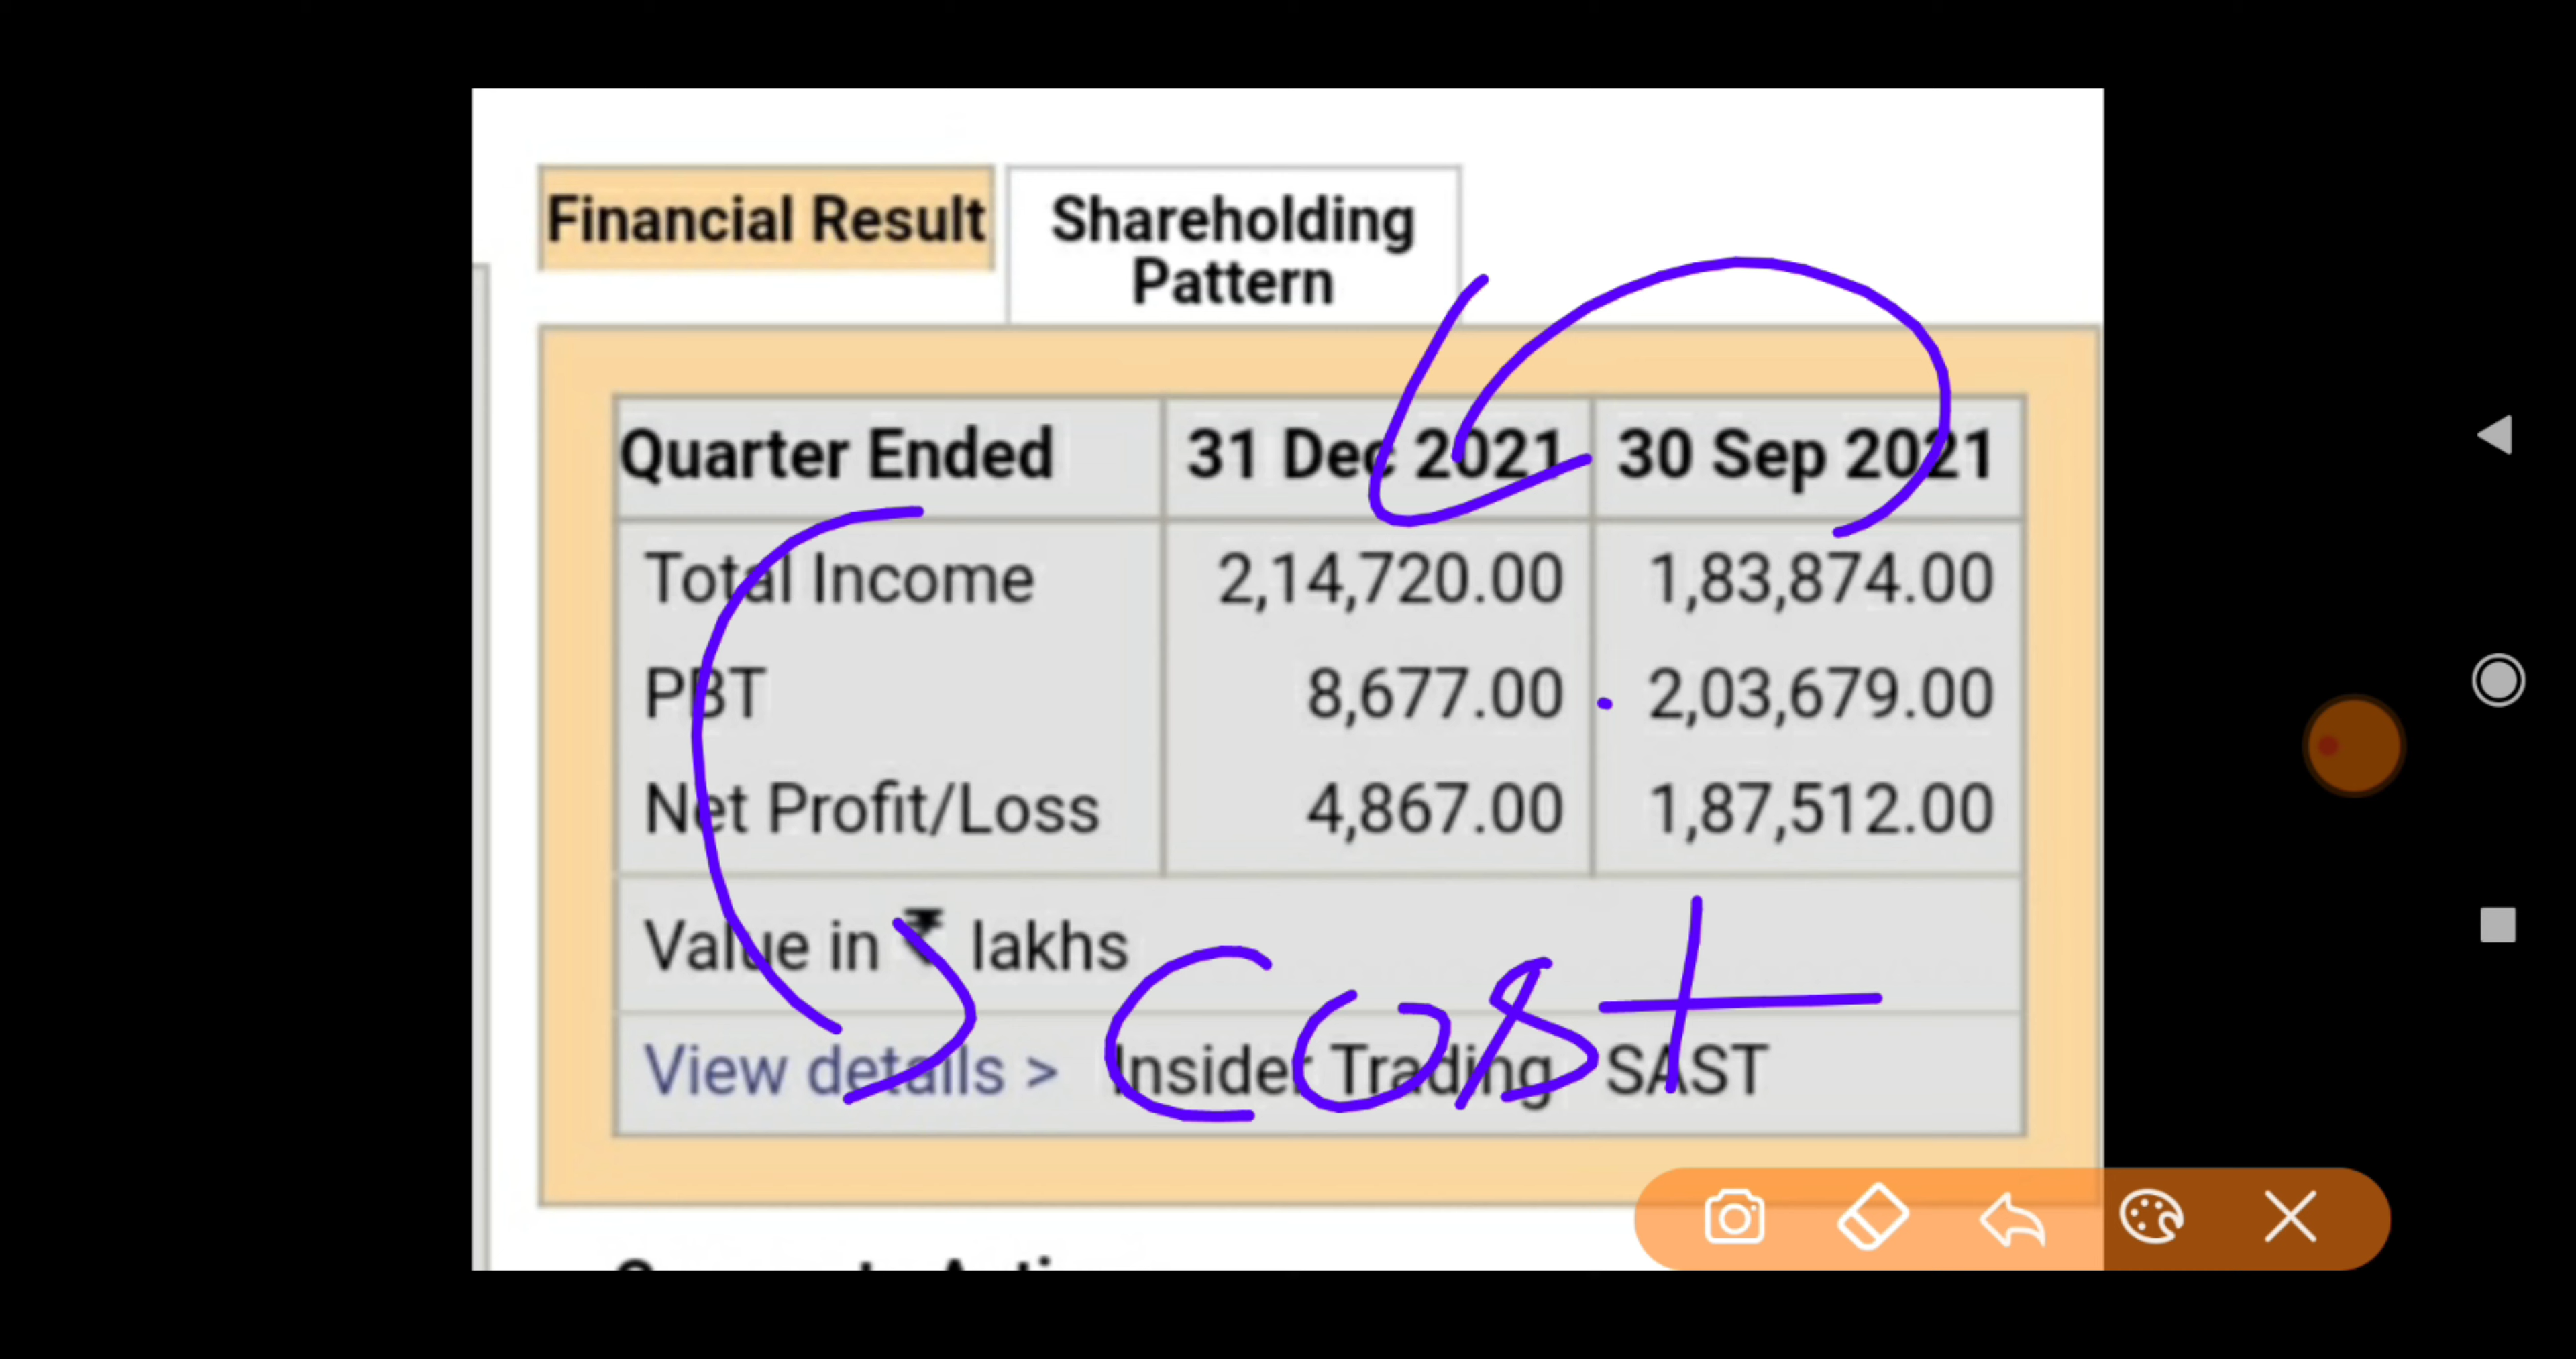 Financial Result
Shareholding
Pattern
Quarter Ended 31 Dec 2021 30 Sep 2021
Total Income 2,14,720.00 1,83,874.00
PBT 8,677.00 2,03,679.00
Net Profit/Loss 4,867.00 1,87,512.00
Value in ₹ lakhs
cost
View details > Insider Trading SAST